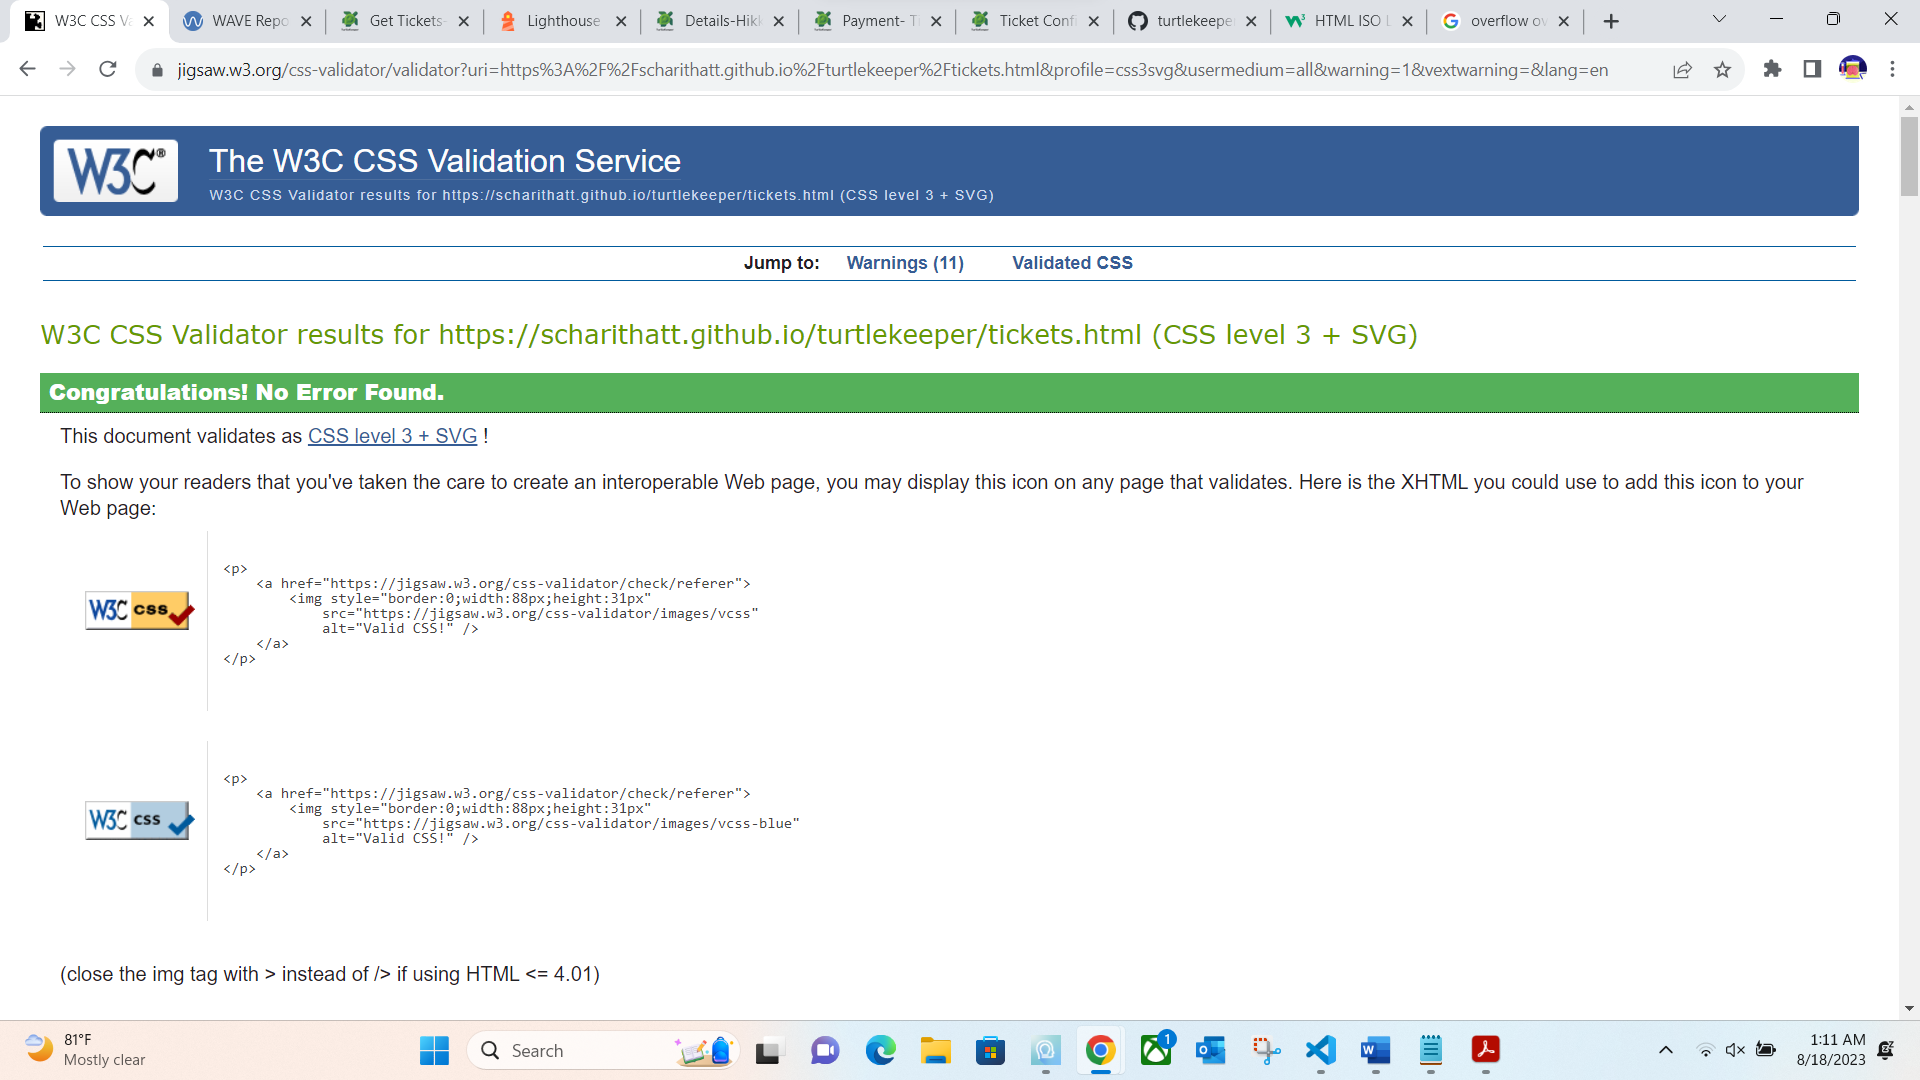 W3C CSS Va
WAVE Repo
Get Tickets-
Lighthouse
Details-Hikk
Payment- Ti
Ticket Confi
turtlekeeper
HTML ISO L
overflow ov
jigsaw.w3.org/css-validator/validator?uri=https%3A%2F%2Fscharithatt.github.io%2Fturtlekeeper%2Ftickets.html&profile=css3svg&usermedium=all&warning=1&vextwarning=&lang=en
W3C®
The W3C CSS Validation Service
W3C CSS Validator results for https://scharithatt.github.io/turtlekeeper/tickets.html (CSS level 3 + SVG)
Jump to: Warnings (11) Validated CSS
W3C CSS Validator results for https://scharithatt.github.io/turtlekeeper/tickets.html (CSS level 3 + SVG)
Congratulations! No Error Found.
This document validates as CSS level 3 + SVG !
To show your readers that you've taken the care to create an interoperable Web page, you may display this icon on any page that validates. Here is the XHTML you could use to add this icon to your
Web page:
W3C css
<p>
<a href="https://jigsaw.w3.org/css-validator/check/referer">
<img style="border:0;width:88px;height:31px"
src="https://jigsaw.w3.org/css-validator/images/vcss"
alt="Valid CSS!" />
</a>
</p>
W3C css
<p>
<a href="https://jigsaw.w3.org/css-validator/check/referer">
<img style="border:0;width:88px;height:31px"
src="https://jigsaw.w3.org/css-validator/images/vcss-blue"
alt="Valid CSS!" />
</a>
</p>
(close the img tag with > instead of /> if using HTML <= 4.01)
81°F
Mostly clear
Search
1
1:11 AM
8/18/2023